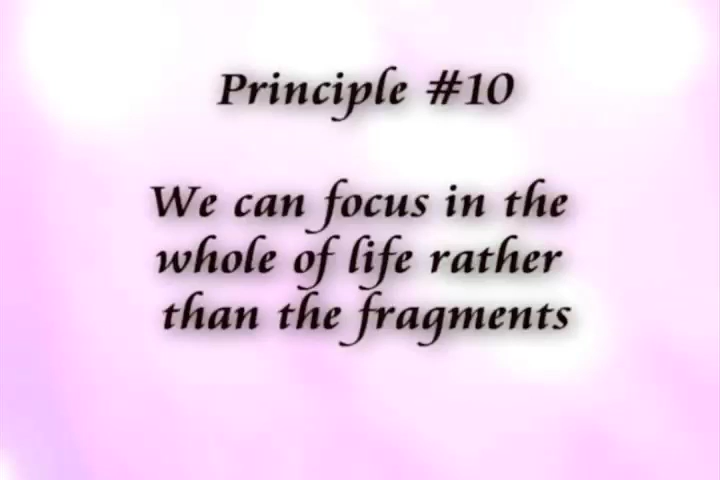 Principle #10
We can focus in the
whole of life rather
than the fragments